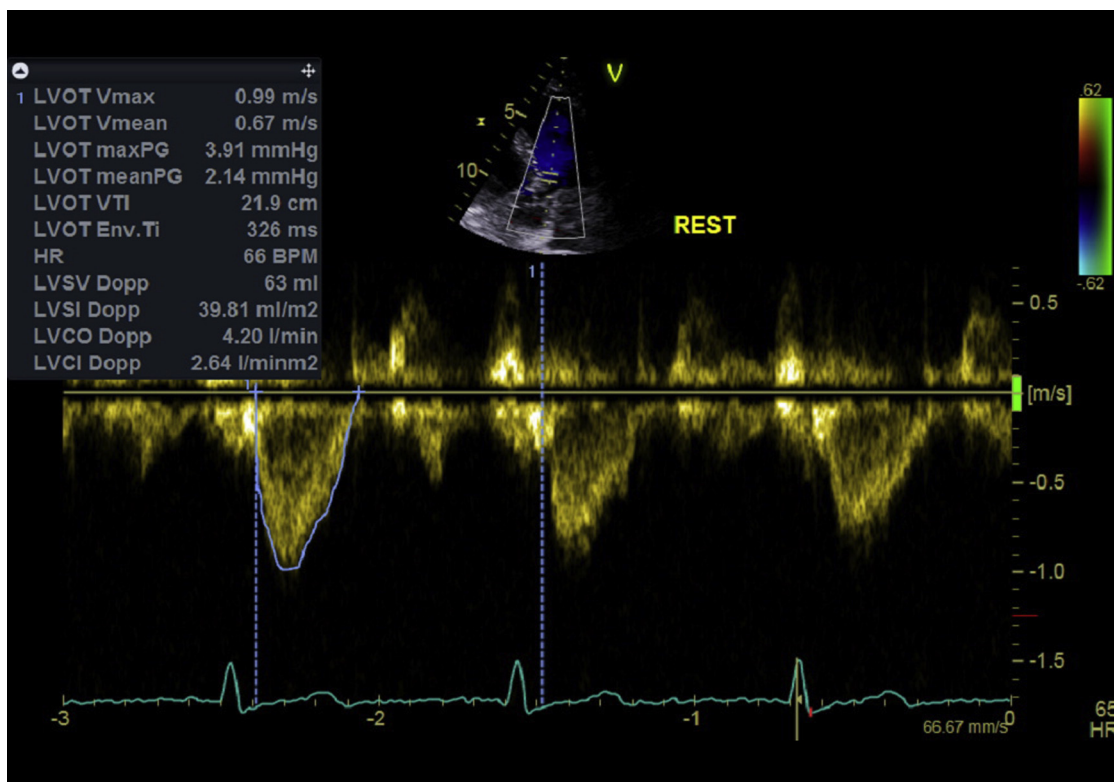 V
1 LVOT Vmax 0.99 m/s
LVOT Vmean 0.67 m/s
LVOT maxPG 3.91 mmHg
LVOT meanPG 2.14 mmHg
LVOT VTI 21.9 cm
LVOT Env.Ti 326 ms
HR 66 BPM
LVSV Dopp 63 ml
LVSI Dopp 39.81 ml/m2
LVCO Dopp 4.20 l/min
LVCI Dopp 2.64 l/minm2
5
10
REST
.62
-.62
1
0.5
[m/s]
-0.5
-1.0
-1.5
-3
-2
-1
0
66.67 mm/s
65
HR